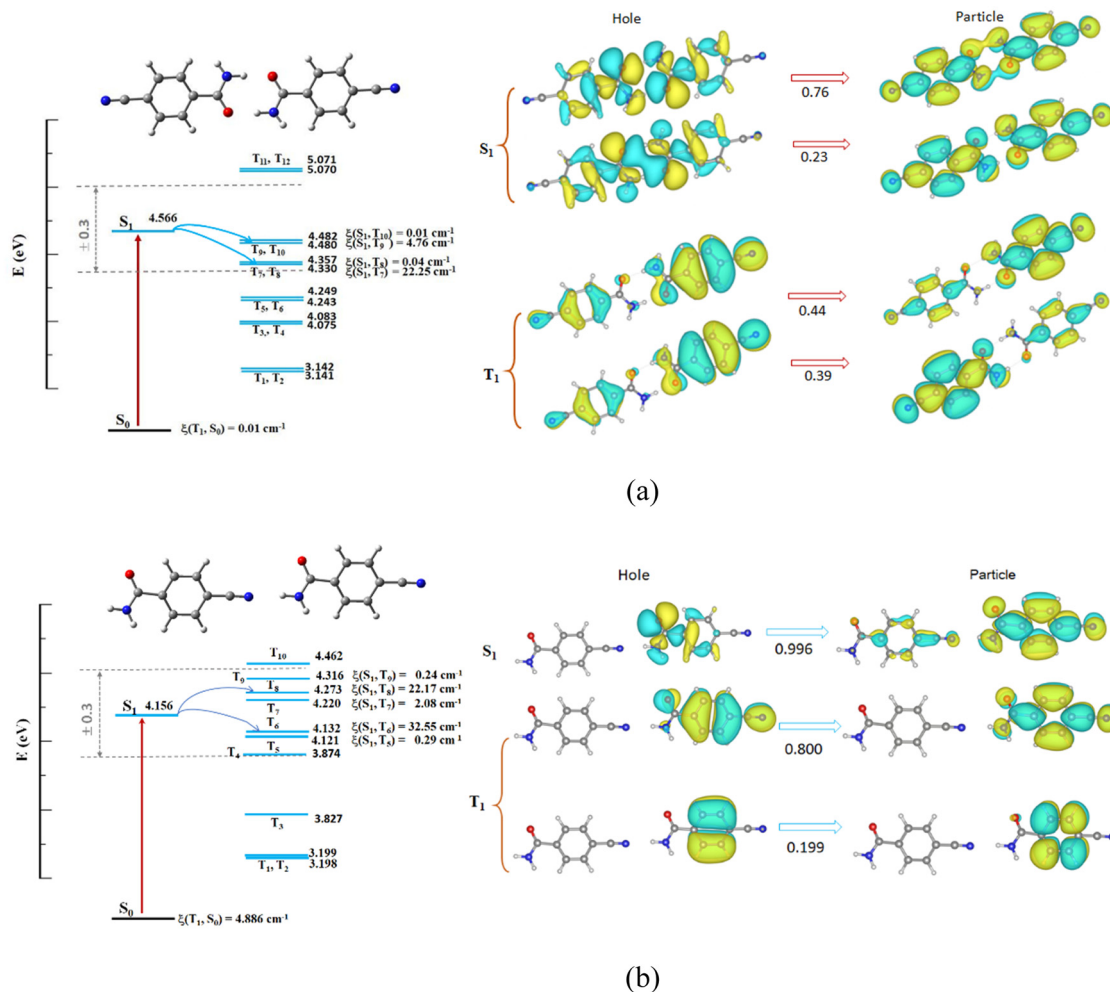 Hole
Particle
0.76
S₁
0.23
0.44
T₁
0.39
E (eV)
± 0.3
T₁₁, T₁₂ 5.071
5.070
S₁ 4.566
4.482 ξ(S₁, T₁₀) = 0.01 cm⁻¹
4.480 ξ(S₁, T₉ ) = 4.76 cm⁻¹
T₉, T₁₀
4.357 ξ(S₁, T₈) = 0.04 cm⁻¹
4.330 ξ(S₁, T₇) = 22.25 cm⁻¹
T₇, T₈
4.249
4.243
T₅, T₆
4.083
4.075
T₃, T₄
3.142
3.141
T₁, T₂
S₀
ξ(T₁, S₀) = 0.01 cm⁻¹
(a)
Hole
Particle
S₁
0.996
0.800
T₁
0.199
E (eV)
± 0.3
T₁₀ 4.462
T₉ 4.316 ξ(S₁, T₉) = 0.24 cm⁻¹
T₈ 4.273 ξ(S₁, T₈) = 22.17 cm⁻¹
4.220 ξ(S₁, T₇) = 2.08 cm⁻¹
T₇
S₁ 4.156
T₆ 4.132 ξ(S₁, T₆) = 32.55 cm⁻¹
4.121 ξ(S₁, T₅) = 0.29 cm⁻¹
T₅
T₄ 3.874
3.827
T₃
3.199
3.198
T₁, T₂
S₀
ξ(T₁, S₀) = 4.886 cm⁻¹
(b)